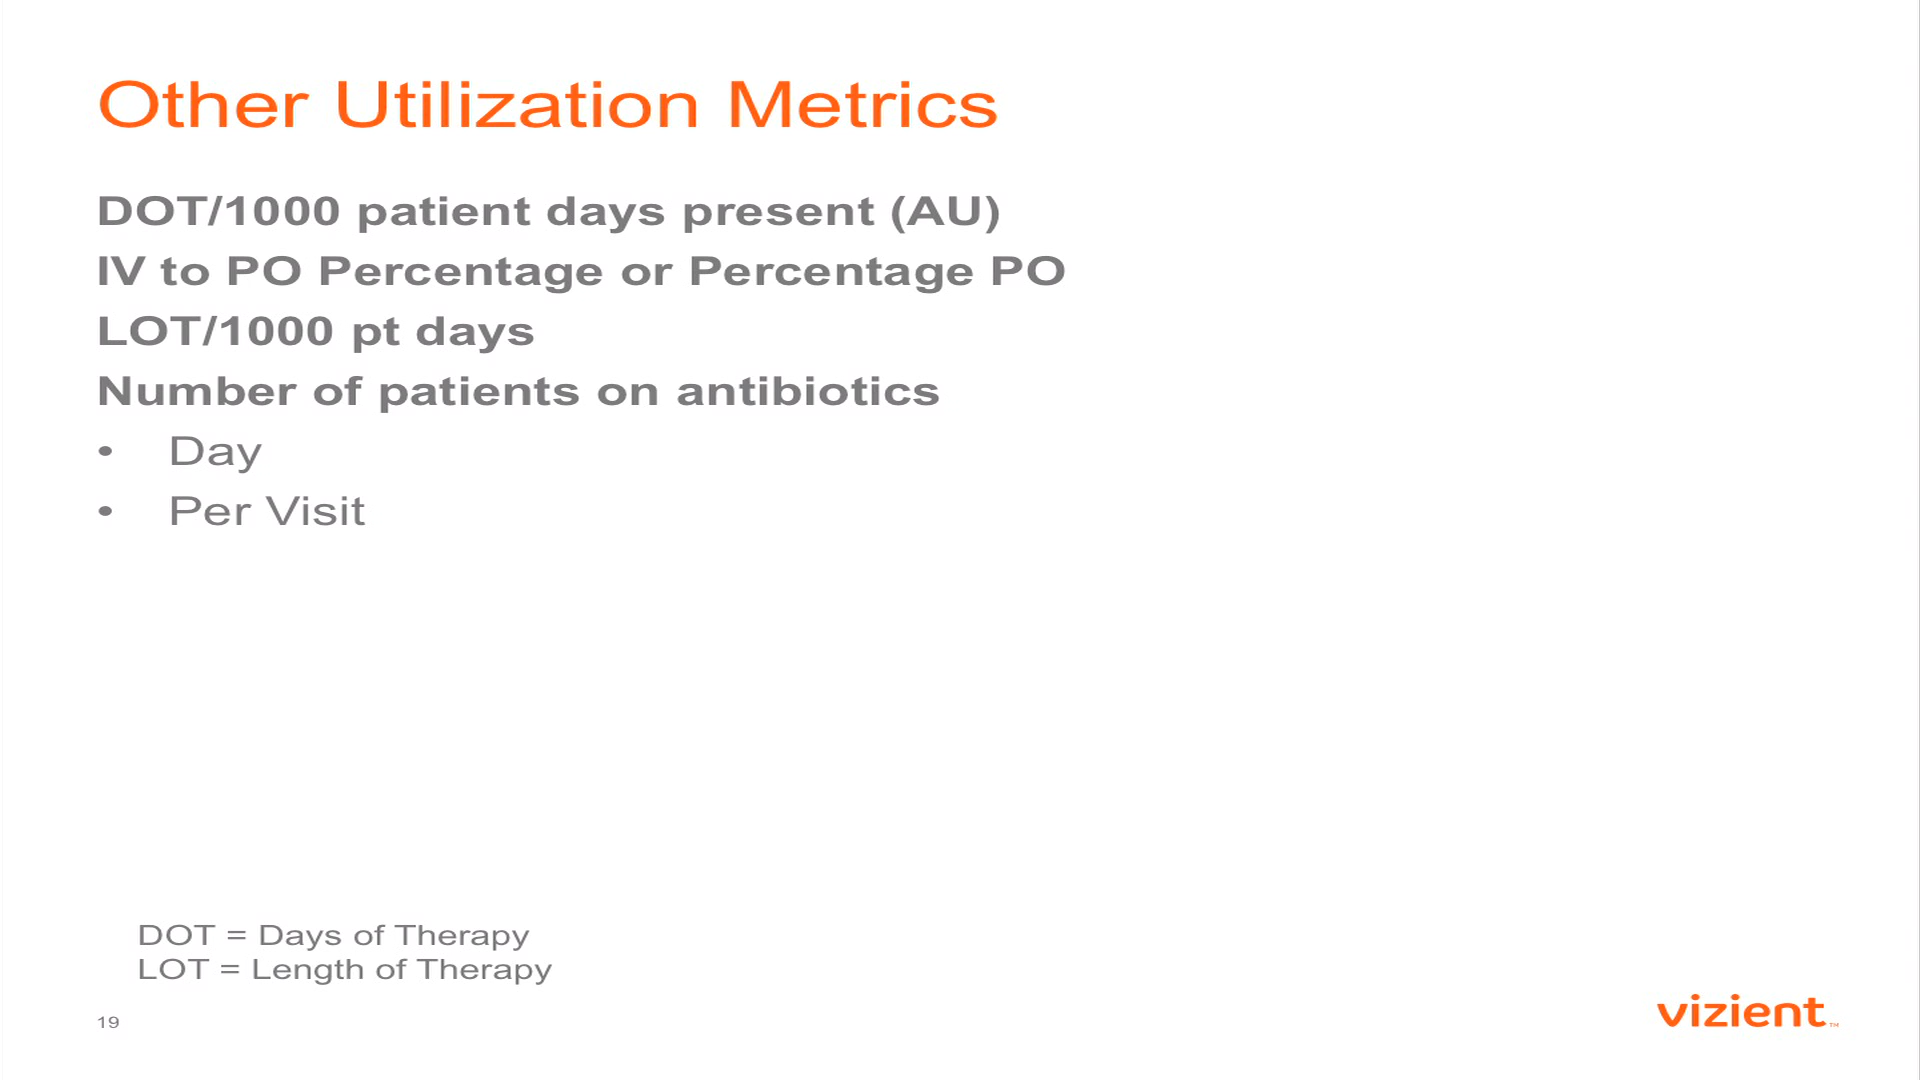 Other Utilization Metrics
DOT/1000 patient days present (AU)
IV to PO Percentage or Percentage PO
LOT/1000 pt days
Number of patients on antibiotics
• Day
• Per Visit
DOT = Days of Therapy
LOT = Length of Therapy
19
vizient™